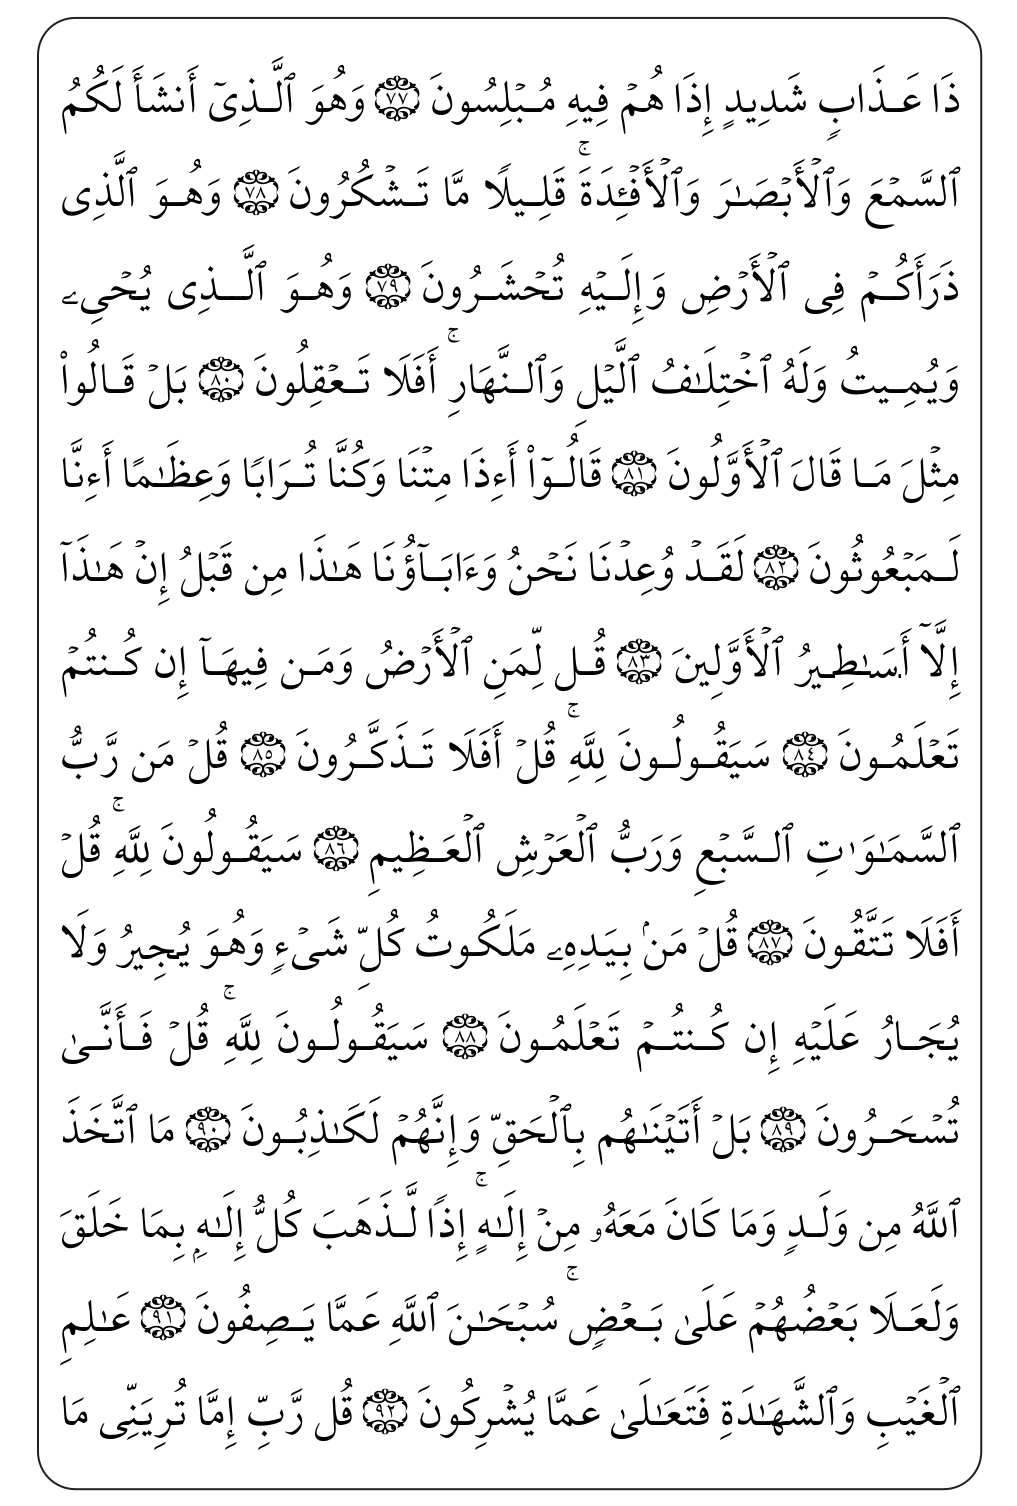 ذَا عَذَابٖ شَدِيدٍ إِذَا هُمۡ فِيهِ مُبۡلِسُونَ ٧٧ وَهُوَ ٱلَّذِيٓ أَنشَأَ لَكُمُ
ٱلسَّمۡعَ وَٱلۡأَبۡصَٰرَ وَٱلۡأَفۡـِٔدَةَۚ قَلِيلٗا مَّا تَشۡكُرُونَ ٧٨ وَهُوَ ٱلَّذِي
ذَرَأَكُمۡ فِي ٱلۡأَرۡضِ وَإِلَيۡهِ تُحۡشَرُونَ ٧٩ وَهُوَ ٱلَّذِي يُحۡيِۦ
وَيُمِيتُ وَلَهُ ٱخۡتِلَٰفُ ٱلَّيۡلِ وَٱلنَّهَارِۚ أَفَلَا تَعۡقِلُونَ ٨٠ بَلۡ قَالُواْ
مِثۡلَ مَا قَالَ ٱلۡأَوَّلُونَ ٨١ قَالُوٓاْ أَءِذَا مِتۡنَا وَكُنَّا تُرَابٗا وَعِظَٰمًا أَءِنَّا
لَمَبۡعُوثُونَ ٨٢ لَقَدۡ وُعِدۡنَا نَحۡنُ وَءَابَآؤُنَا هَٰذَا مِن قَبۡلُ إِنۡ هَٰذَآ
إِلَّآ أَسَٰطِيرُ ٱلۡأَوَّلِينَ ٨٣ قُل لِّمَنِ ٱلۡأَرۡضُ وَمَن فِيهَآ إِن كُنتُمۡ
تَعۡلَمُونَ ٨٤ سَيَقُولُونَ لِلَّهِۚ قُلۡ أَفَلَا تَذَكَّرُونَ ٨٥ قُلۡ مَن رَّبُّ
ٱلسَّمَٰوَٰتِ ٱلسَّبۡعِ وَرَبُّ ٱلۡعَرۡشِ ٱلۡعَظِيمِ ٨٦ سَيَقُولُونَ لِلَّهِۚ قُلۡ
أَفَلَا تَتَّقُونَ ٨٧ قُلۡ مَنۢ بِيَدِهِۦ مَلَكُوتُ كُلِّ شَيۡءٖ وَهُوَ يُجِيرُ وَلَا
يُجَارُ عَلَيۡهِ إِن كُنتُمۡ تَعۡلَمُونَ ٨٨ سَيَقُولُونَ لِلَّهِۚ قُلۡ فَأَنَّىٰ
تُسۡحَرُونَ ٨٩ بَلۡ أَتَيۡنَٰهُم بِٱلۡحَقِّ وَإِنَّهُمۡ لَكَٰذِبُونَ ٩٠ مَا ٱتَّخَذَ
ٱللَّهُ مِن وَلَدٖ وَمَا كَانَ مَعَهُۥ مِنۡ إِلَٰهٍۚ إِذٗا لَّذَهَبَ كُلُّ إِلَٰهِۭ بِمَا خَلَقَ
وَلَعَلَا بَعۡضُهُمۡ عَلَىٰ بَعۡضٖۚ سُبۡحَٰنَ ٱللَّهِ عَمَّا يَصِفُونَ ٩١ عَٰلِمِ
ٱلۡغَيۡبِ وَٱلشَّهَٰدَةِ فَتَعَٰلَىٰ عَمَّا يُشۡرِكُونَ ٩٢ قُل رَّبِّ إِمَّا تُرِيَنِّي مَا